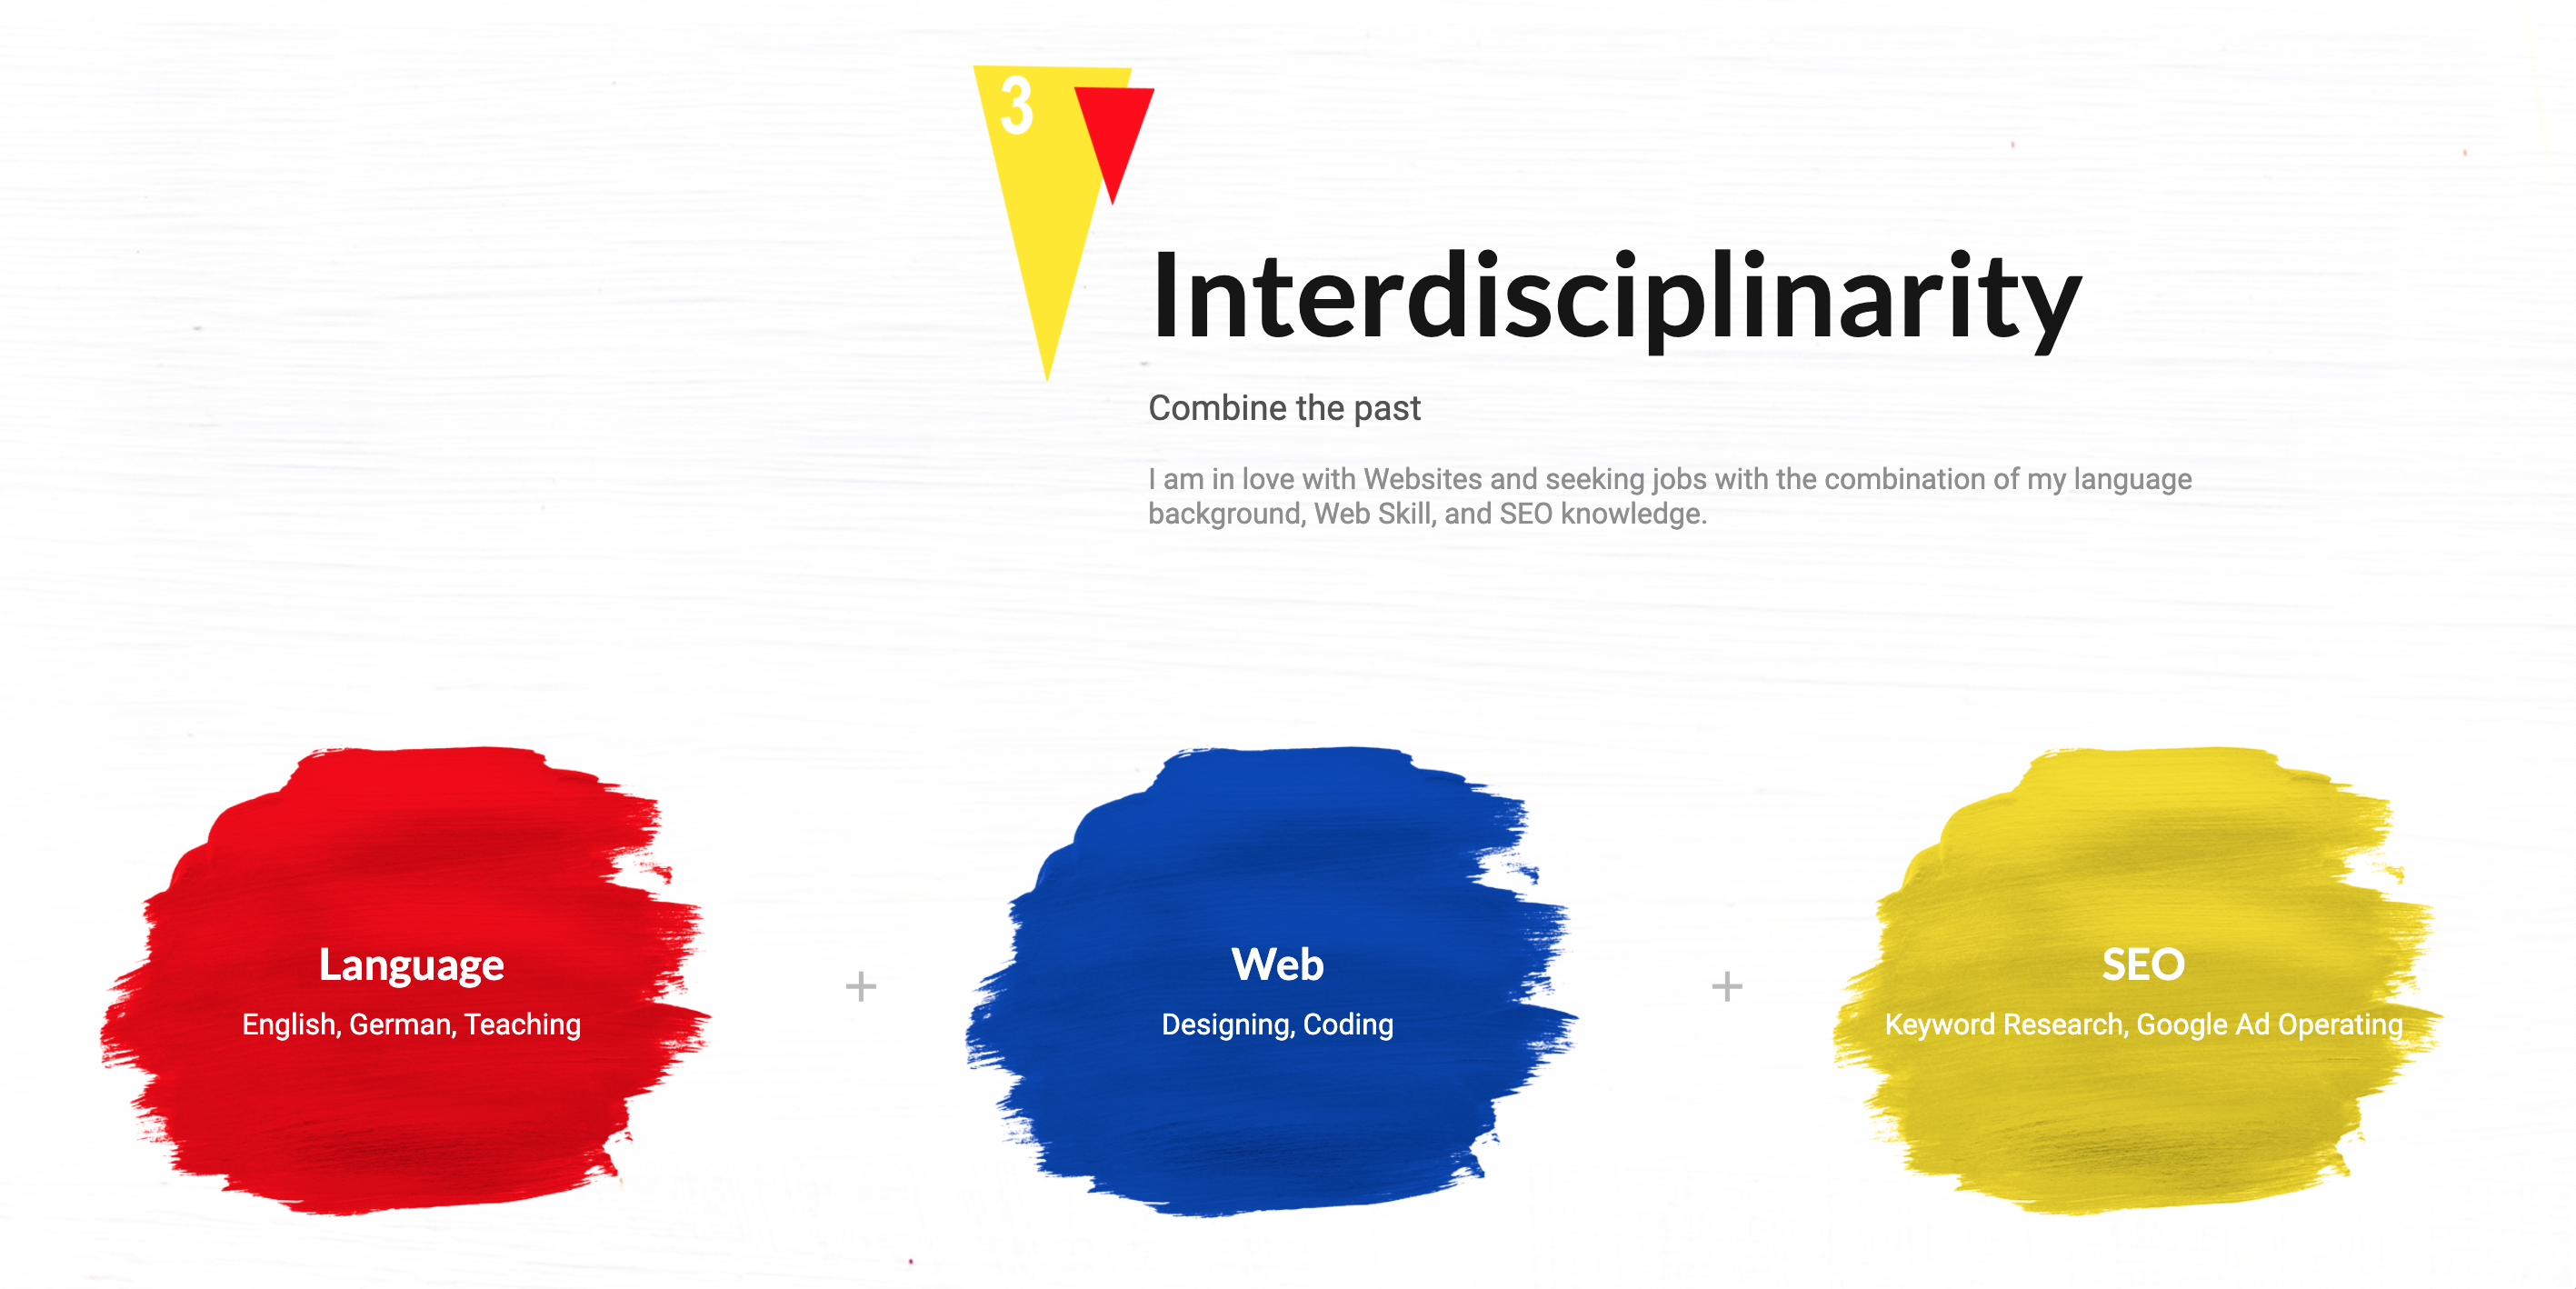 3
Interdisciplinarity
Combine the past
I am in love with Websites and seeking jobs with the combination of my language
background, Web Skill, and SEO knowledge.
Language
English, German, Teaching
+
Web
Designing, Coding
+
SEO
Keyword Research, Google Ad Operating